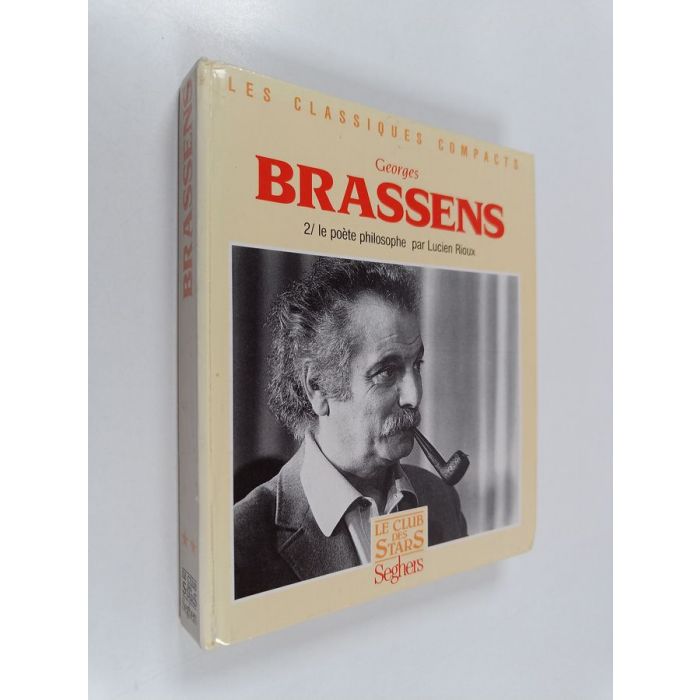 LES CLASSIQUES COMPACTS
Georges
BRASSENS
2/ le poète philosophe par Lucien Rioux
LE CLUB
DES
STARS
Seghers
BRASSENS